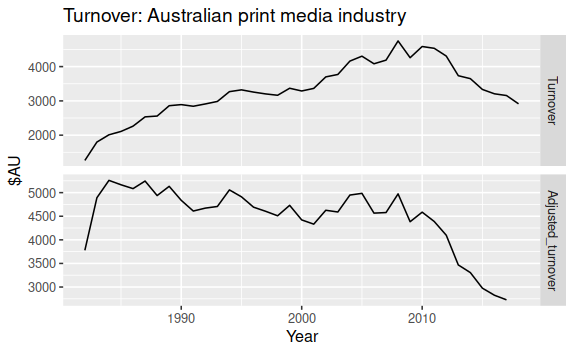 Turnover: Australian print media industry
4000
3000
2000
Turnover
$AU
5000
4500
4000
3500
3000
Adjusted_turnover
1990
2000
2010
Year